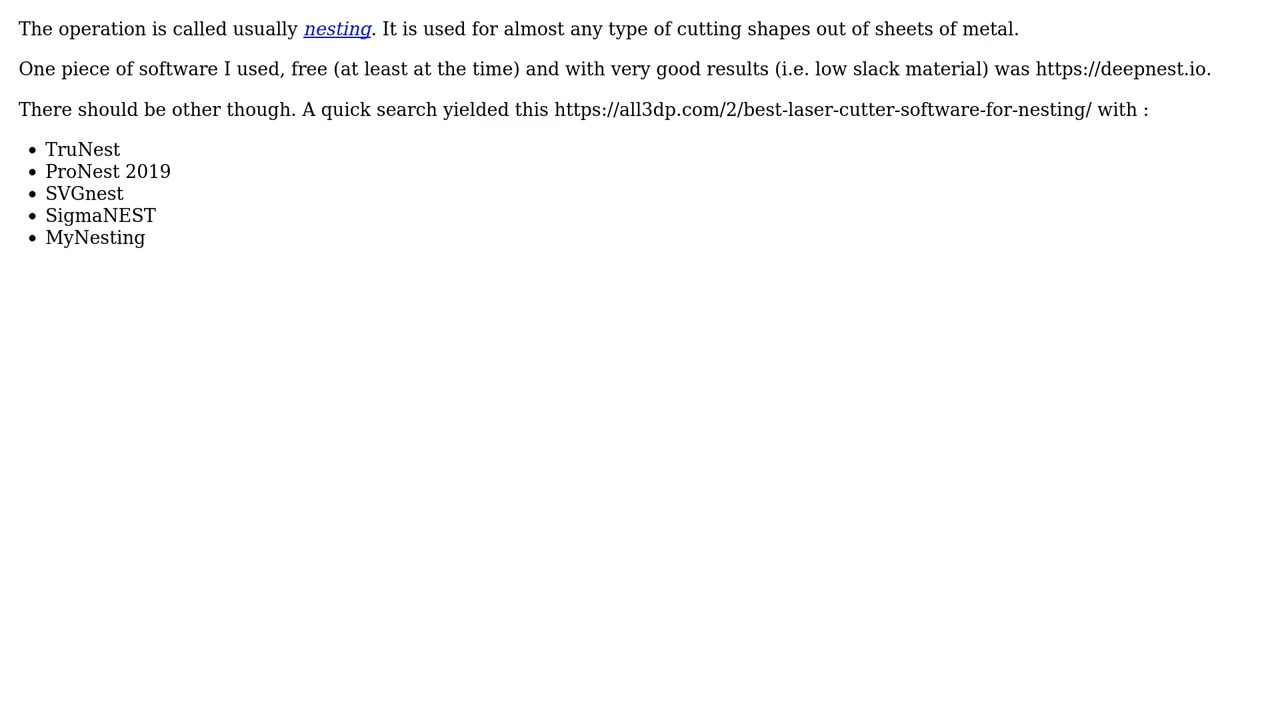 The operation is called usually nesting. It is used for almost any type of cutting shapes out of sheets of metal.
One piece of software I used, free (at least at the time) and with very good results (i.e. low slack material) was https://deepnest.io.
There should be other though. A quick search yielded this https://all3dp.com/2/best-laser-cutter-software-for-nesting/ with :
• TruNest
• ProNest 2019
• SVGnest
• SigmaNEST
• MyNesting